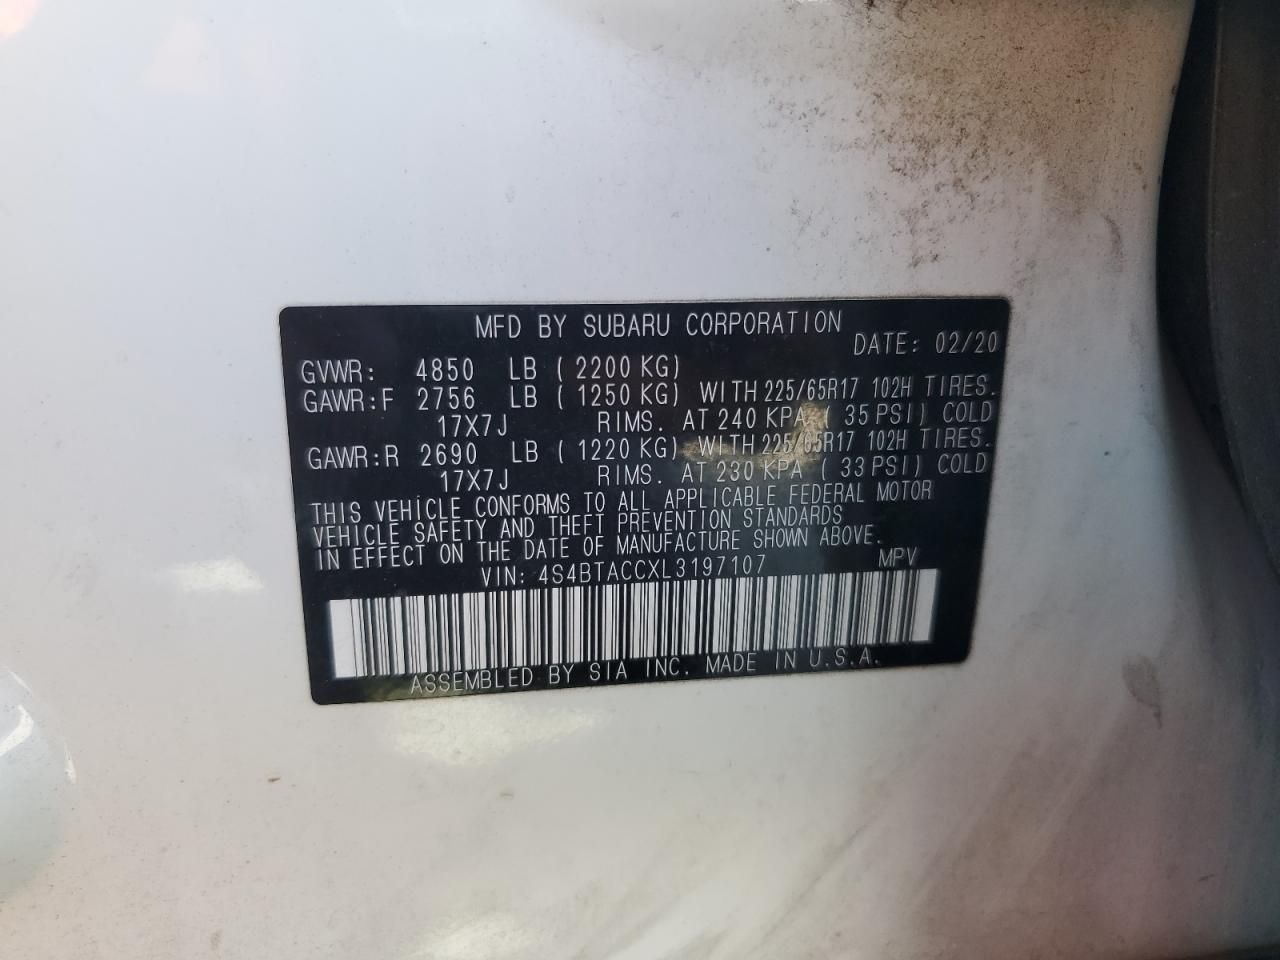 MFD BY SUBARU CORPORATION
DATE: 02/20
GVWR: 4850 LB ( 2200 KG)
GAWR:F 2756 LB ( 1250 KG) WITH 225/65R17 102H TIRES.
17X7J RIMS. AT 240 KPA ( 35 PSI) COLD
GAWR:R 2690 LB ( 1220 KG) WITH 225/65R17 102H TIRES.
17X7J RIMS. AT 230 KPA ( 33 PSI) COLD
THIS VEHICLE CONFORMS TO ALL APPLICABLE FEDERAL MOTOR
VEHICLE SAFETY AND THEFT PREVENTION STANDARDS
IN EFFECT ON THE DATE OF MANUFACTURE SHOWN ABOVE.
VIN: 4S4BTACCXL3197107 MPV
ASSEMBLED BY SIA INC. MADE IN U.S.A.